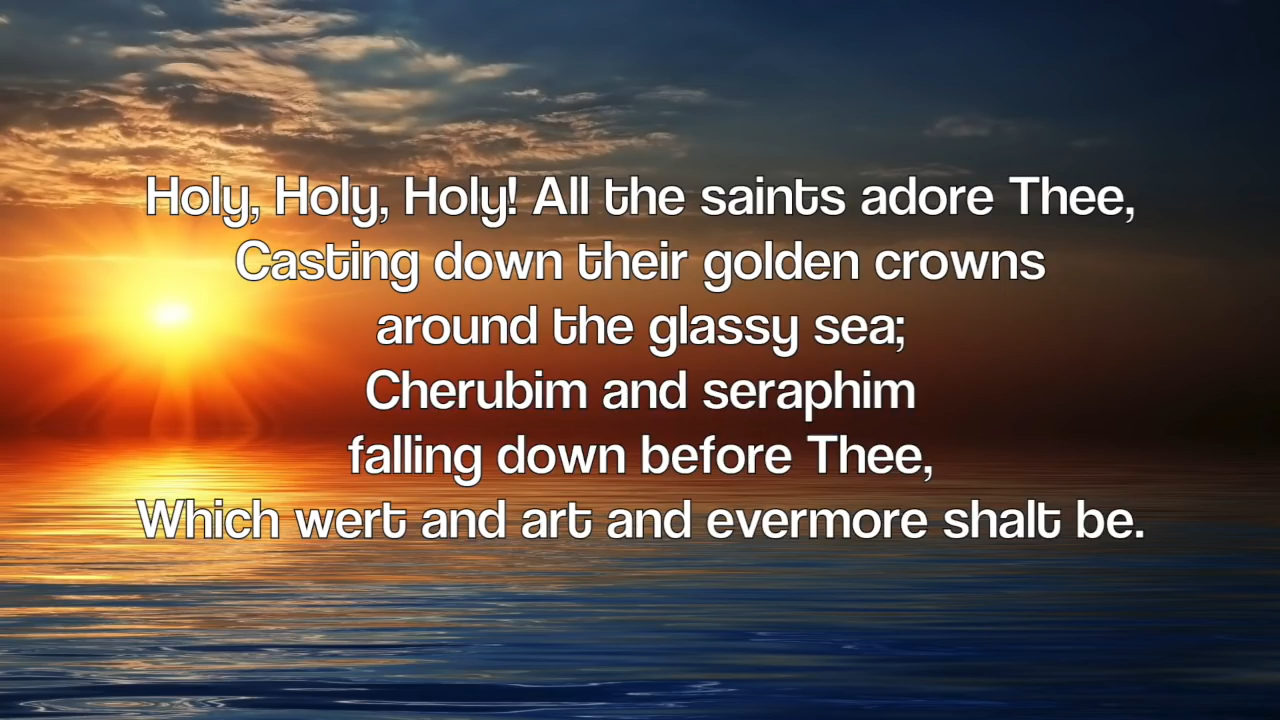 Holy, Holy, Holy! All the saints adore Thee,
Casting down their golden crowns
around the glassy sea;
Cherubim and seraphim
falling down before Thee,
Which wert and art and evermore shalt be.